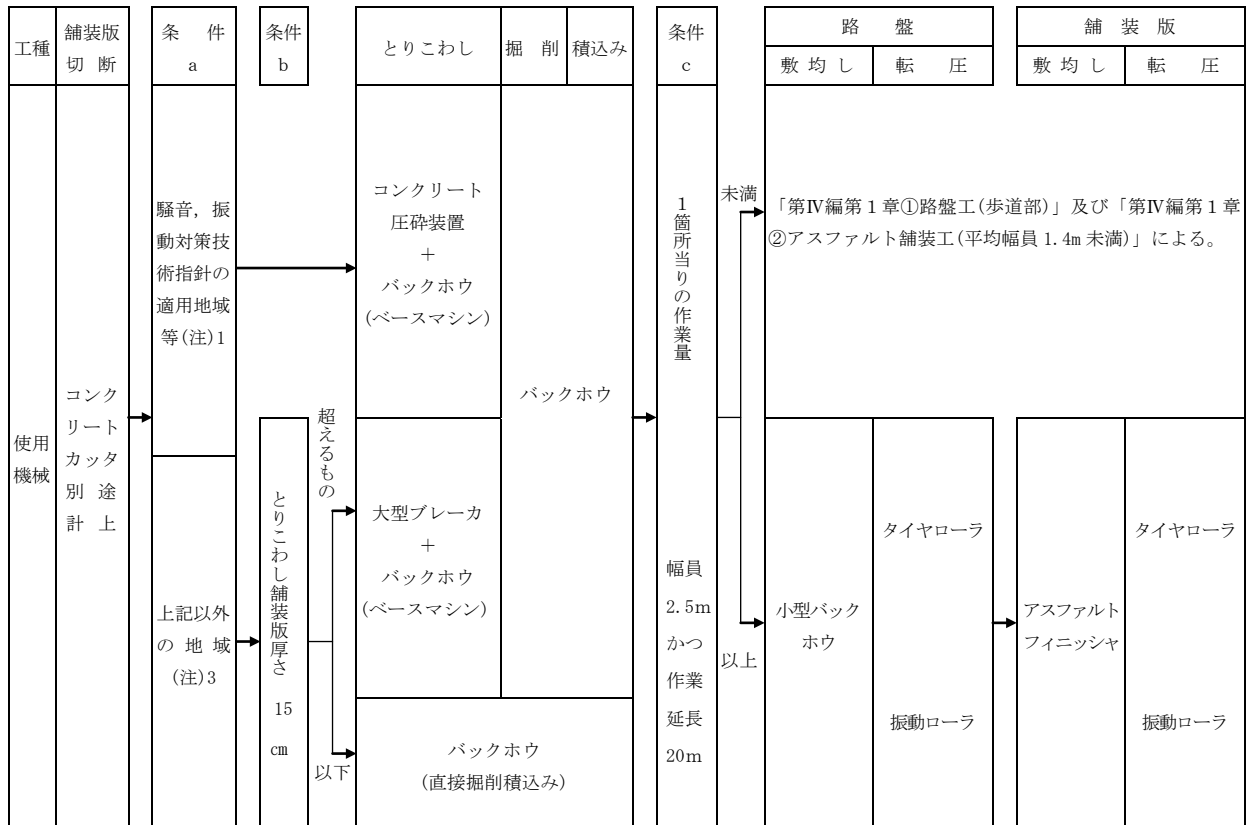 工種
舗装版
切 断
条 件
a
条件
b
とりこわし
掘 削
積込み
条件
c
路 盤
敷 均 し
転 圧
舗 装 版
敷 均 し
転 圧
使用
機械
コンク
リート
カッタ
別 途
計 上
騒音，振
動対策技
術指針の
適用地域
等(注)1
上記以外
の 地 域
(注)3
とりこわし舗装版厚さ
15
㎝
超えるもの
以下
コンクリート
圧砕装置
＋
バックホウ
(ベースマシン)
大型ブレーカ
＋
バックホウ
(ベースマシン)
バックホウ
バックホウ
(直接掘削積込み)
1箇所当りの作業量
幅員
2.5m
かつ
作業
延長
20m
未満
以上
「第Ⅳ編第１章①路盤工(歩道部)」及び「第Ⅳ編第１章
②アスファルト舗装工(平均幅員 1.4m 未満)」による。
小型バック
ホウ
タイヤローラ
振動ローラ
アスファルト
フィニッシャ
タイヤローラ
振動ローラ